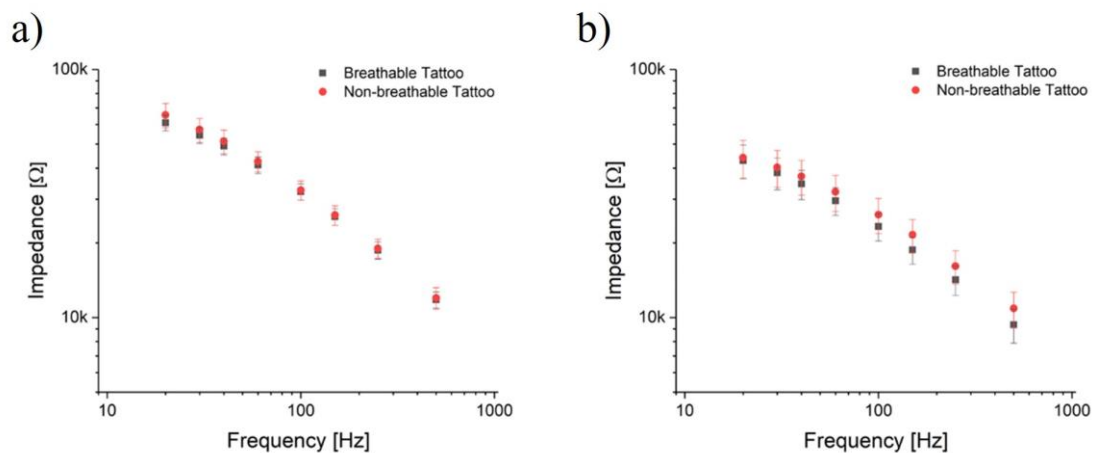 a)
100k
Breathable Tattoo
Non-breathable Tattoo
Impedance [Ω]
10k
10
100
1000
Frequency [Hz]
b)
100k
Breathable Tattoo
Non-breathable Tattoo
Impedance [Ω]
10k
10
100
1000
Frequency [Hz]